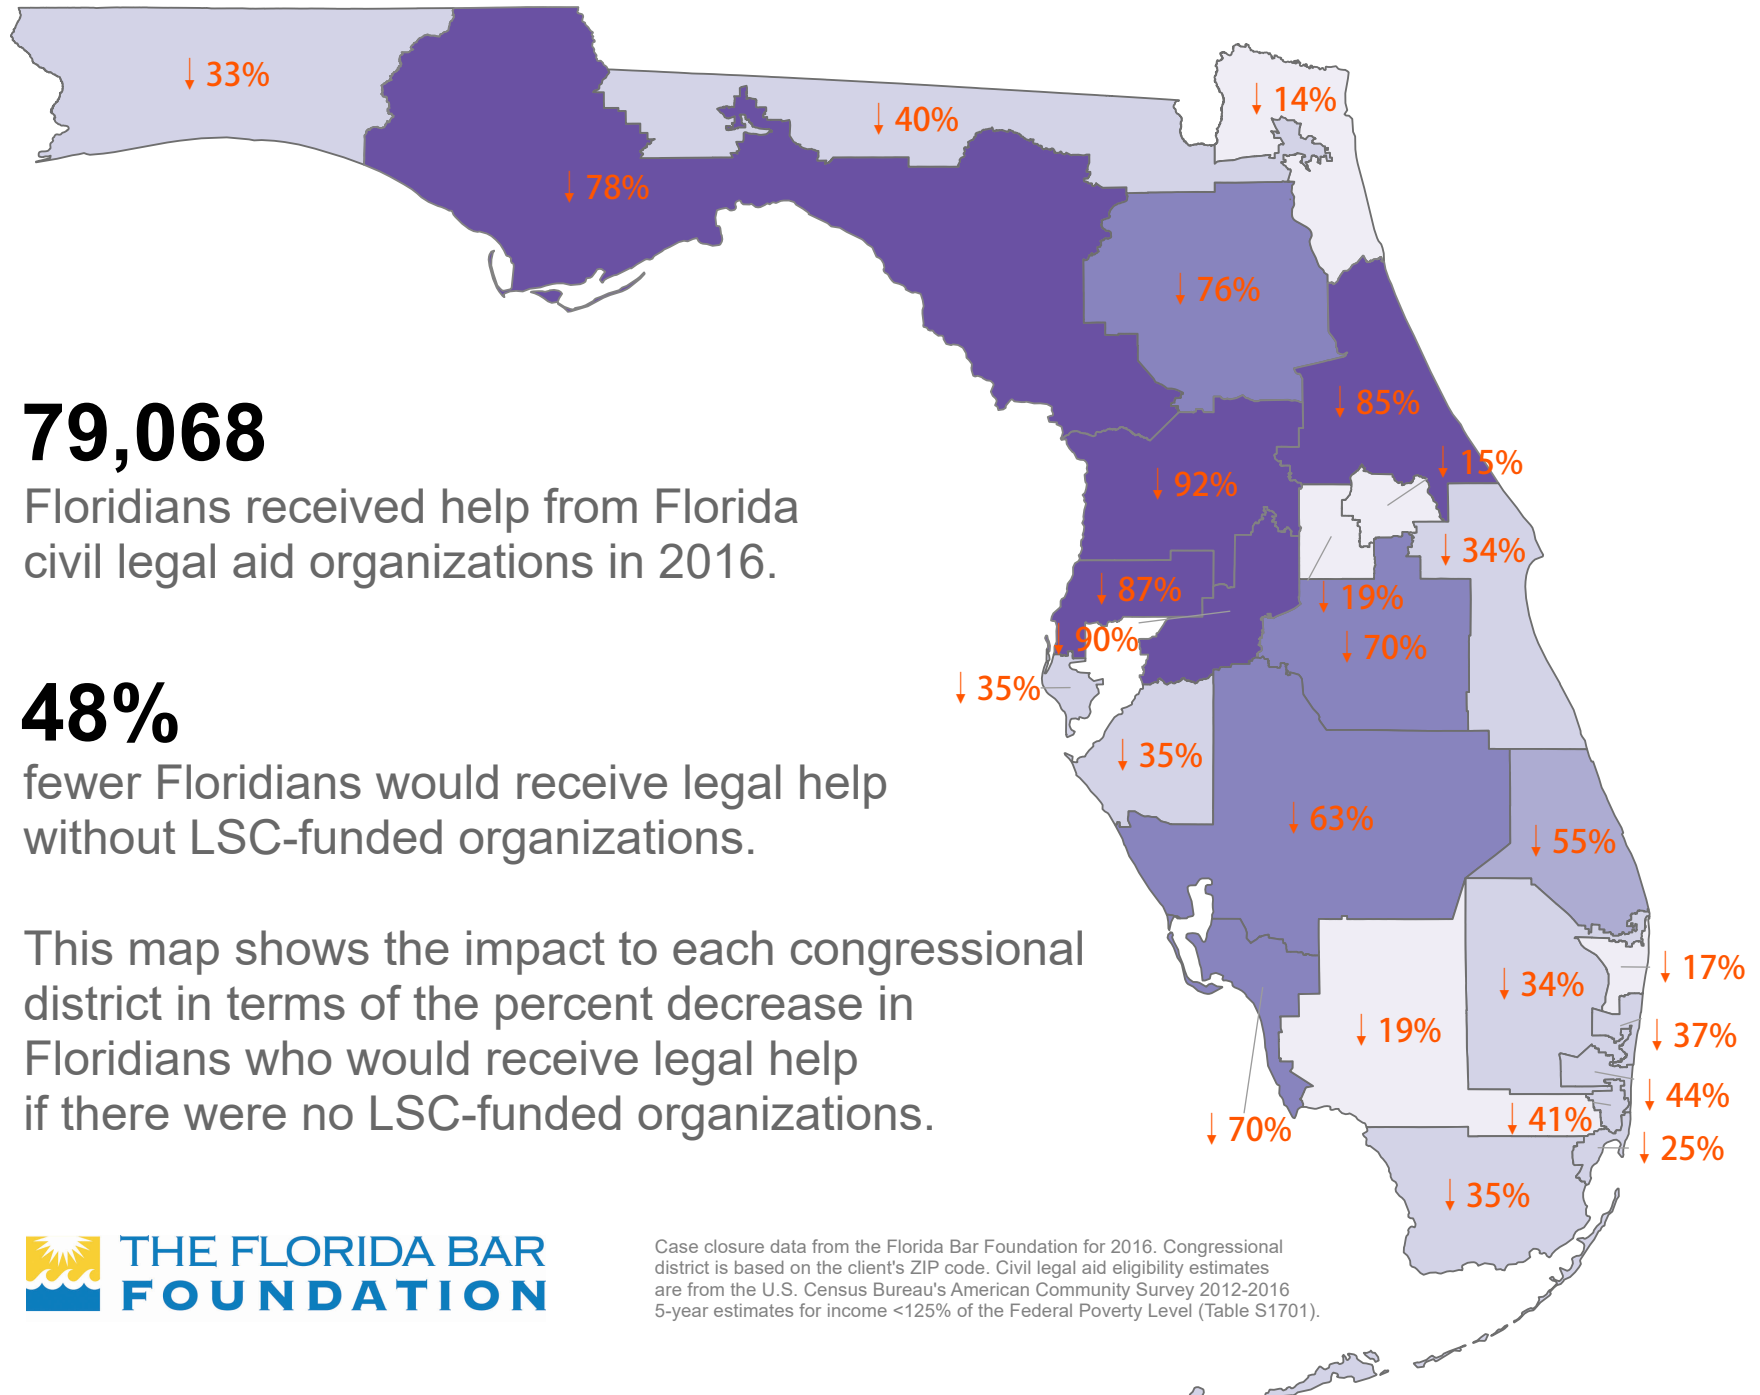 ↓ 33%
↓ 40%
↓ 14%
↓ 78%
↓ 76%
↓ 85%
↓ 15%
↓ 92%
↓ 34%
↓ 87%
↓ 19%
↓ 90%
↓ 70%
↓ 35%
↓ 35%
↓ 63%
↓ 55%
↓ 17%
↓ 34%
↓ 19%
↓ 37%
↓ 44%
↓ 41%
↓ 70%
↓ 25%
↓ 35%
79,068
Floridians received help from Florida
civil legal aid organizations in 2016.
48%
fewer Floridians would receive legal help
without LSC-funded organizations.
This map shows the impact to each congressional
district in terms of the percent decrease in
Floridians who would receive legal help
if there were no LSC-funded organizations.
THE FLORIDA BAR
FOUNDATION
Case closure data from the Florida Bar Foundation for 2016. Congressional
district is based on the client's ZIP code. Civil legal aid eligibility estimates
are from the U.S. Census Bureau's American Community Survey 2012-2016
5-year estimates for income <125% of the Federal Poverty Level (Table S1701).